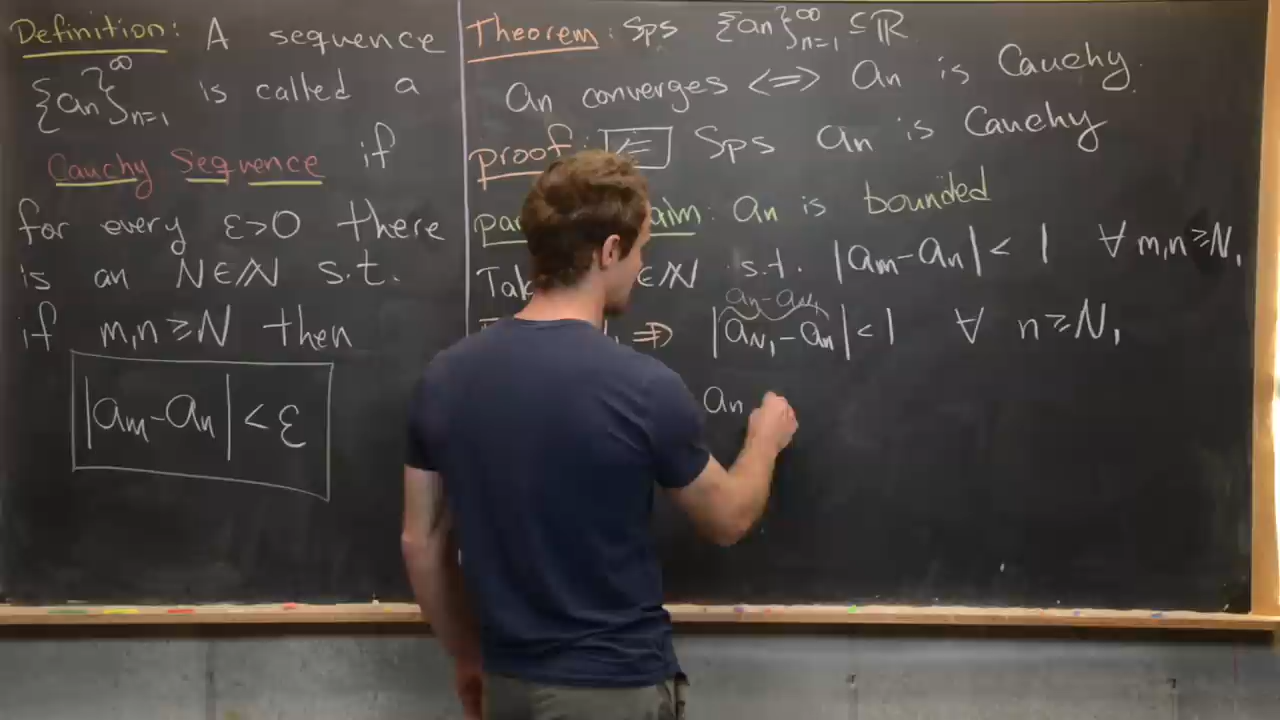 Definition: A sequence
{an}∞n=1 is called a
Cauchy Sequence if
for every ε>0 there
is an N∈ℕ s.t.
if m,n≥N then
|am-an|<ε
Theorem: Sps {an}∞n=1 ⊆ℝ
an converges <=> an is Cauchy.
proof: Sps an is Cauchy
an is bounded
∈ℕ s.t. |am-an|<1 ∀ m,n≥N1
⇒ |aN1-an|<1 ∀ n≥N1
an